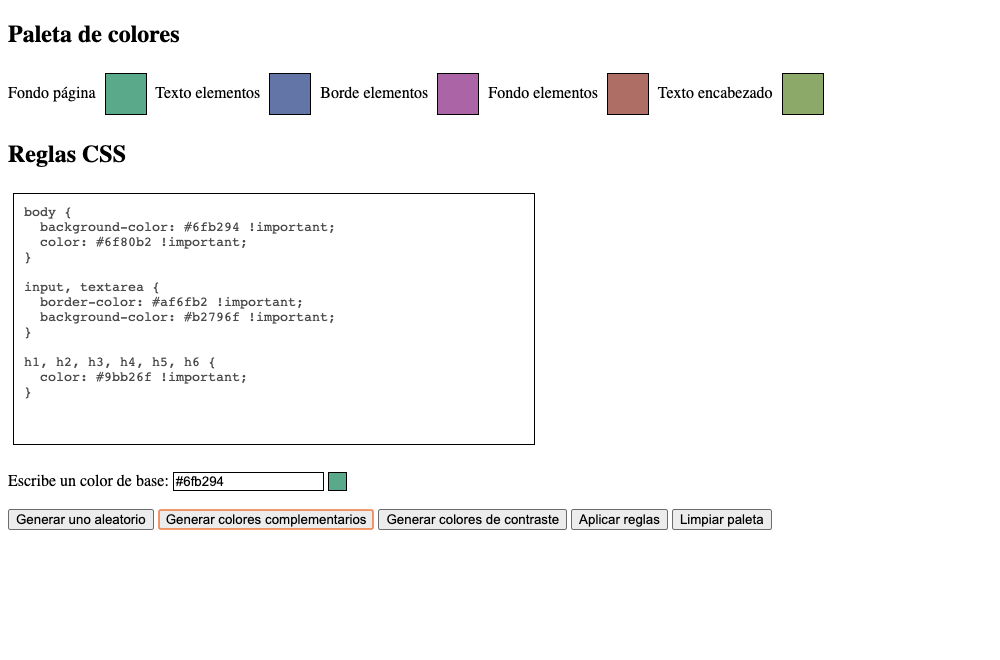 Paleta de colores
Fondo página Texto elementos Borde elementos Fondo elementos Texto encabezado
Reglas CSS
body {
  background-color: #6fb294 !important;
  color: #6f80b2 !important;
}
input, textarea {
  border-color: #af6fb2 !important;
  background-color: #b2796f !important;
}
h1, h2, h3, h4, h5, h6 {
  color: #9bb26f !important;
}
Escribe un color de base: #6fb294
Generar uno aleatorio Generar colores complementarios Generar colores de contraste Aplicar reglas Limpiar paleta